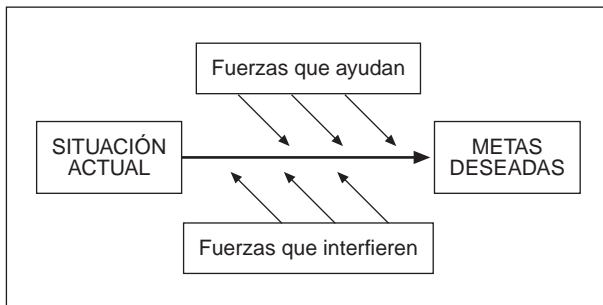 Fuerzas que ayudan
SITUACIÓN
ACTUAL
METAS
DESEADAS
Fuerzas que interfieren